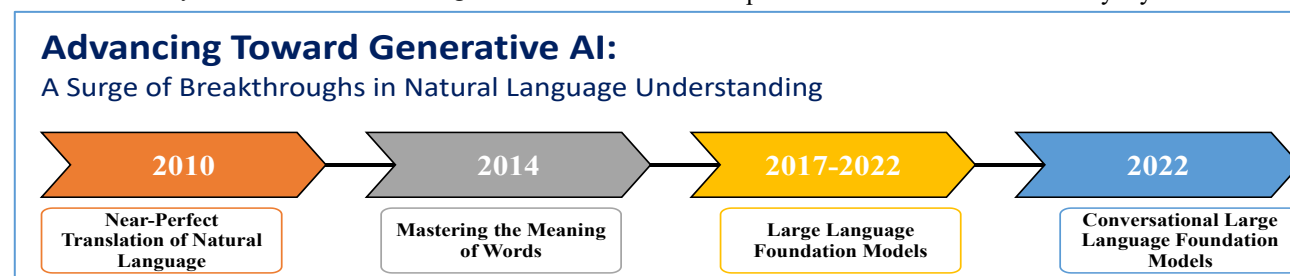 Advancing Toward Generative AI:
A Surge of Breakthroughs in Natural Language Understanding
2010
2014
2017-2022
2022
Near-Perfect
Translation of Natural
Language
Mastering the Meaning
of Words
Large Language
Foundation Models
Conversational Large
Language Foundation
Models